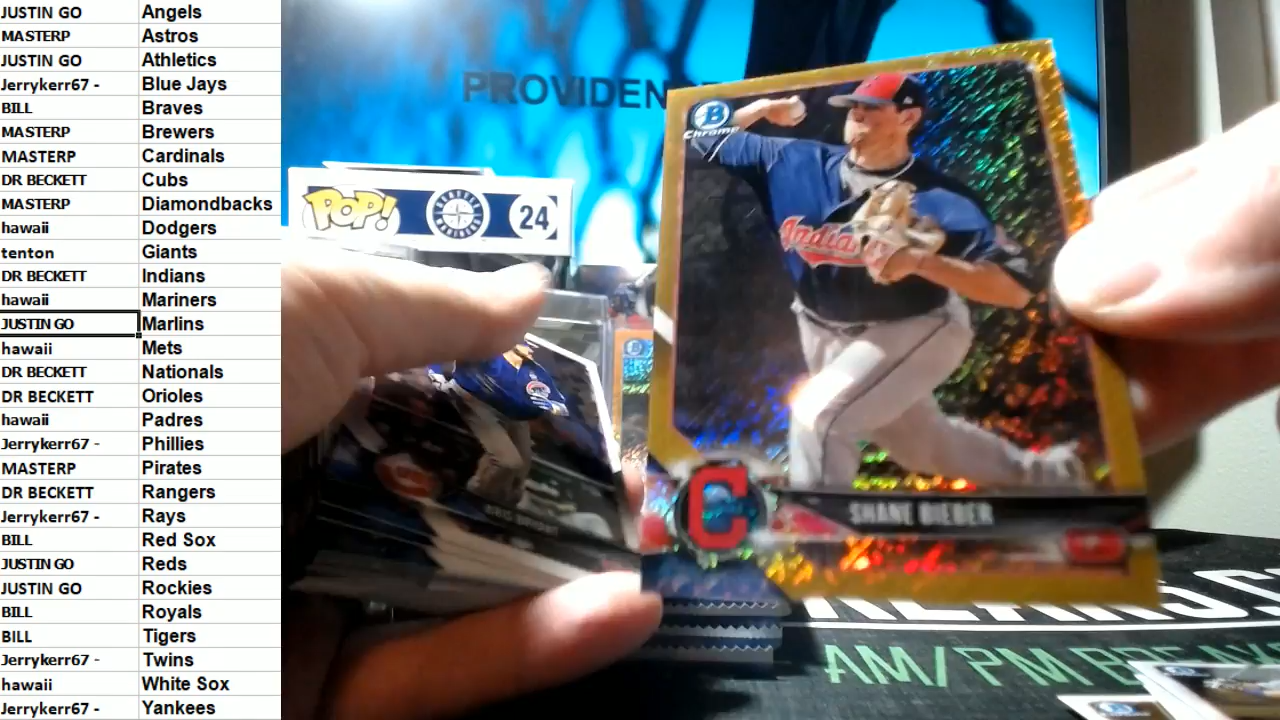 JUSTIN GO Angels
MASTERP Astros
JUSTIN GO Athletics
Jerrykerr67 - Blue Jays
BILL Braves
MASTERP Brewers
MASTERP Cardinals
DR BECKETT Cubs
MASTERP Diamondbacks
hawaii Dodgers
tenton Giants
DR BECKETT Indians
hawaii Mariners
JUSTIN GO Marlins
hawaii Mets
DR BECKETT Nationals
DR BECKETT Orioles
hawaii Padres
Jerrykerr67 - Phillies
MASTERP Pirates
DR BECKETT Rangers
Jerrykerr67 - Rays
BILL Red Sox
JUSTIN GO Reds
JUSTIN GO Rockies
BILL Royals
BILL Tigers
Jerrykerr67 - Twins
hawaii White Sox
Jerrykerr67 - Yankees
PROVIDEN
POP! 24
B
Chrome
Indians
C
SHANE BIEBER
AM/PM BREAKS